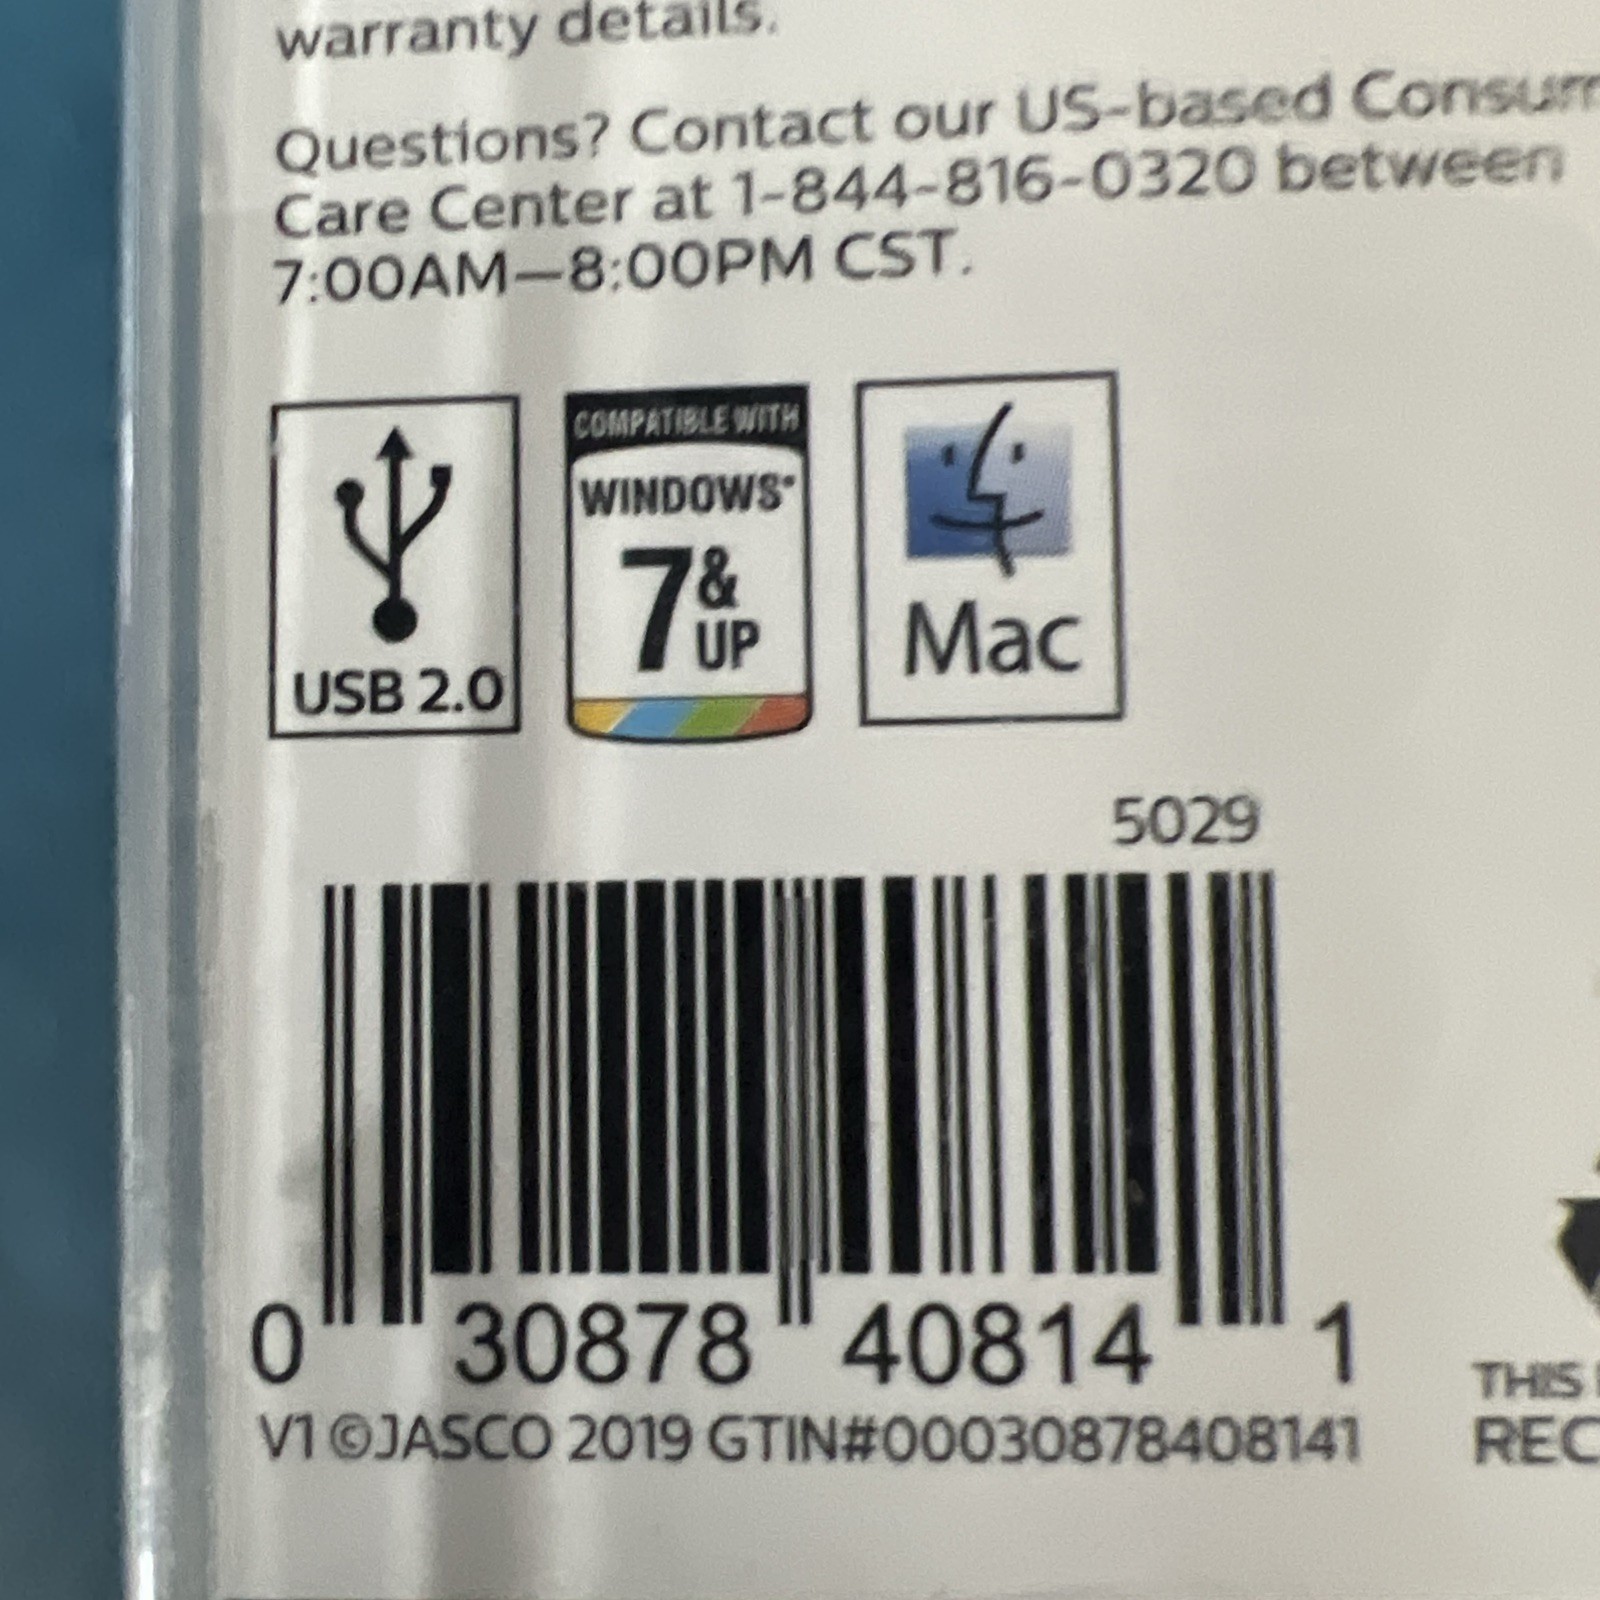 warranty details.
Questions? Contact our US-based
Care Center at 1-844-816-0320 between
7:00AM—8:00PM CST.
USB 2.0
COMPATIBLE WITH
WINDOWS®
7 & UP
Mac
5029
0 30878 40814 1
V1 ©JASCO 2019 GTIN#00030878408141
THIS
REC